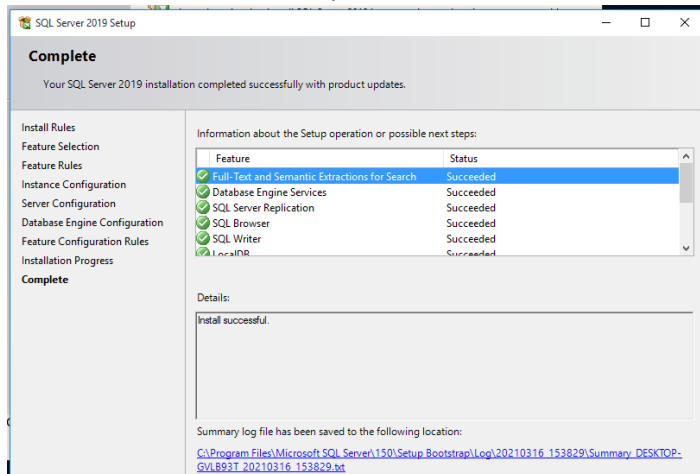 SQL Server 2019 Setup
Complete
Your SQL Server 2019 installation completed successfully with product updates.
Install Rules
Feature Selection
Feature Rules
Instance Configuration
Server Configuration
Database Engine Configuration
Feature Configuration Rules
Installation Progress
Complete
Information about the Setup operation or possible next steps:
Feature Status
Full-Text and Semantic Extractions for Search Succeeded
Database Engine Services Succeeded
SQL Server Replication Succeeded
SQL Browser Succeeded
SQL Writer Succeeded
LocalDB Succeeded
Details:
Install successful.
Summary log file has been saved to the following location:
C:\Program Files\Microsoft SQL Server\150\Setup Bootstrap\Log\20210316_153829\Summary_DESKTOP-
GVLB93T_20210316_153829.txt